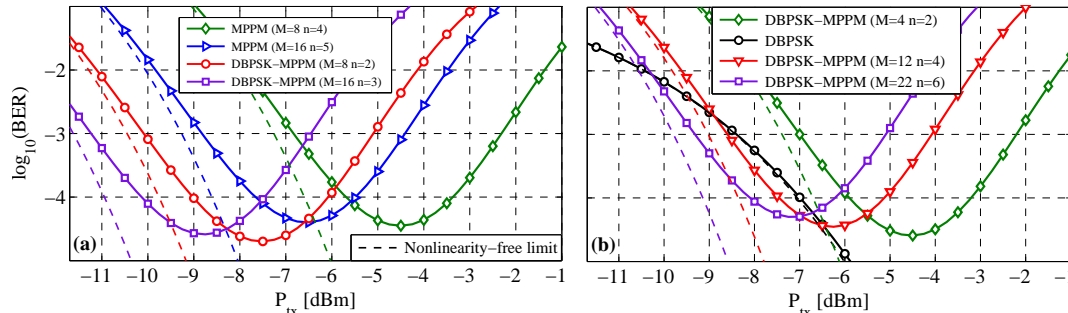 −2
−3
−4
log10(BER)
MPPM (M=8 n=4)
MPPM (M=16 n=5)
DBPSK−MPPM (M=8 n=2)
DBPSK−MPPM (M=16 n=3)
(a)
Nonlinearity−free limit
−11 −10 −9 −8 −7 −6 −5 −4 −3 −2 −1
Ptx [dBm]
DBPSK−MPPM (M=4 n=2)
DBPSK
DBPSK−MPPM (M=12 n=4)
DBPSK−MPPM (M=22 n=6)
(b)
−11 −10 −9 −8 −7 −6 −5 −4 −3 −2 −1
Ptx [dBm]